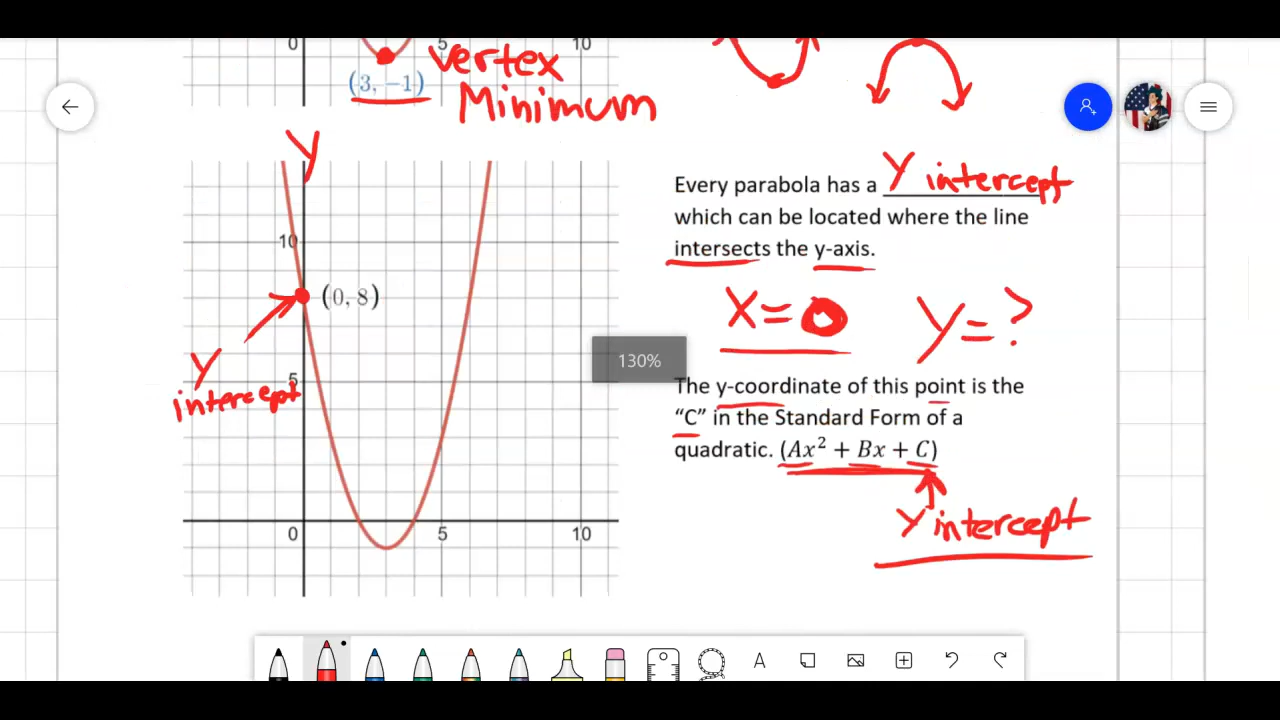 0 5 10
vertex
(3, −1)
Minimum
y
10
(0, 8)
y
intercept
5
0 5 10
Every parabola has a y intercept
which can be located where the line
intersects the y-axis.
x = 0 y = ?
130%
The y-coordinate of this point is the
“C” in the Standard Form of a
quadratic. (Ax² + Bx + C)
y intercept
A